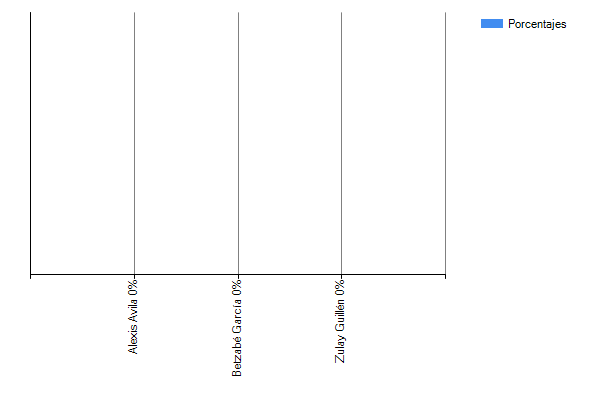 Porcentajes
Alexis Avila 0%
Betzabé García 0%
Zulay Guillén 0%